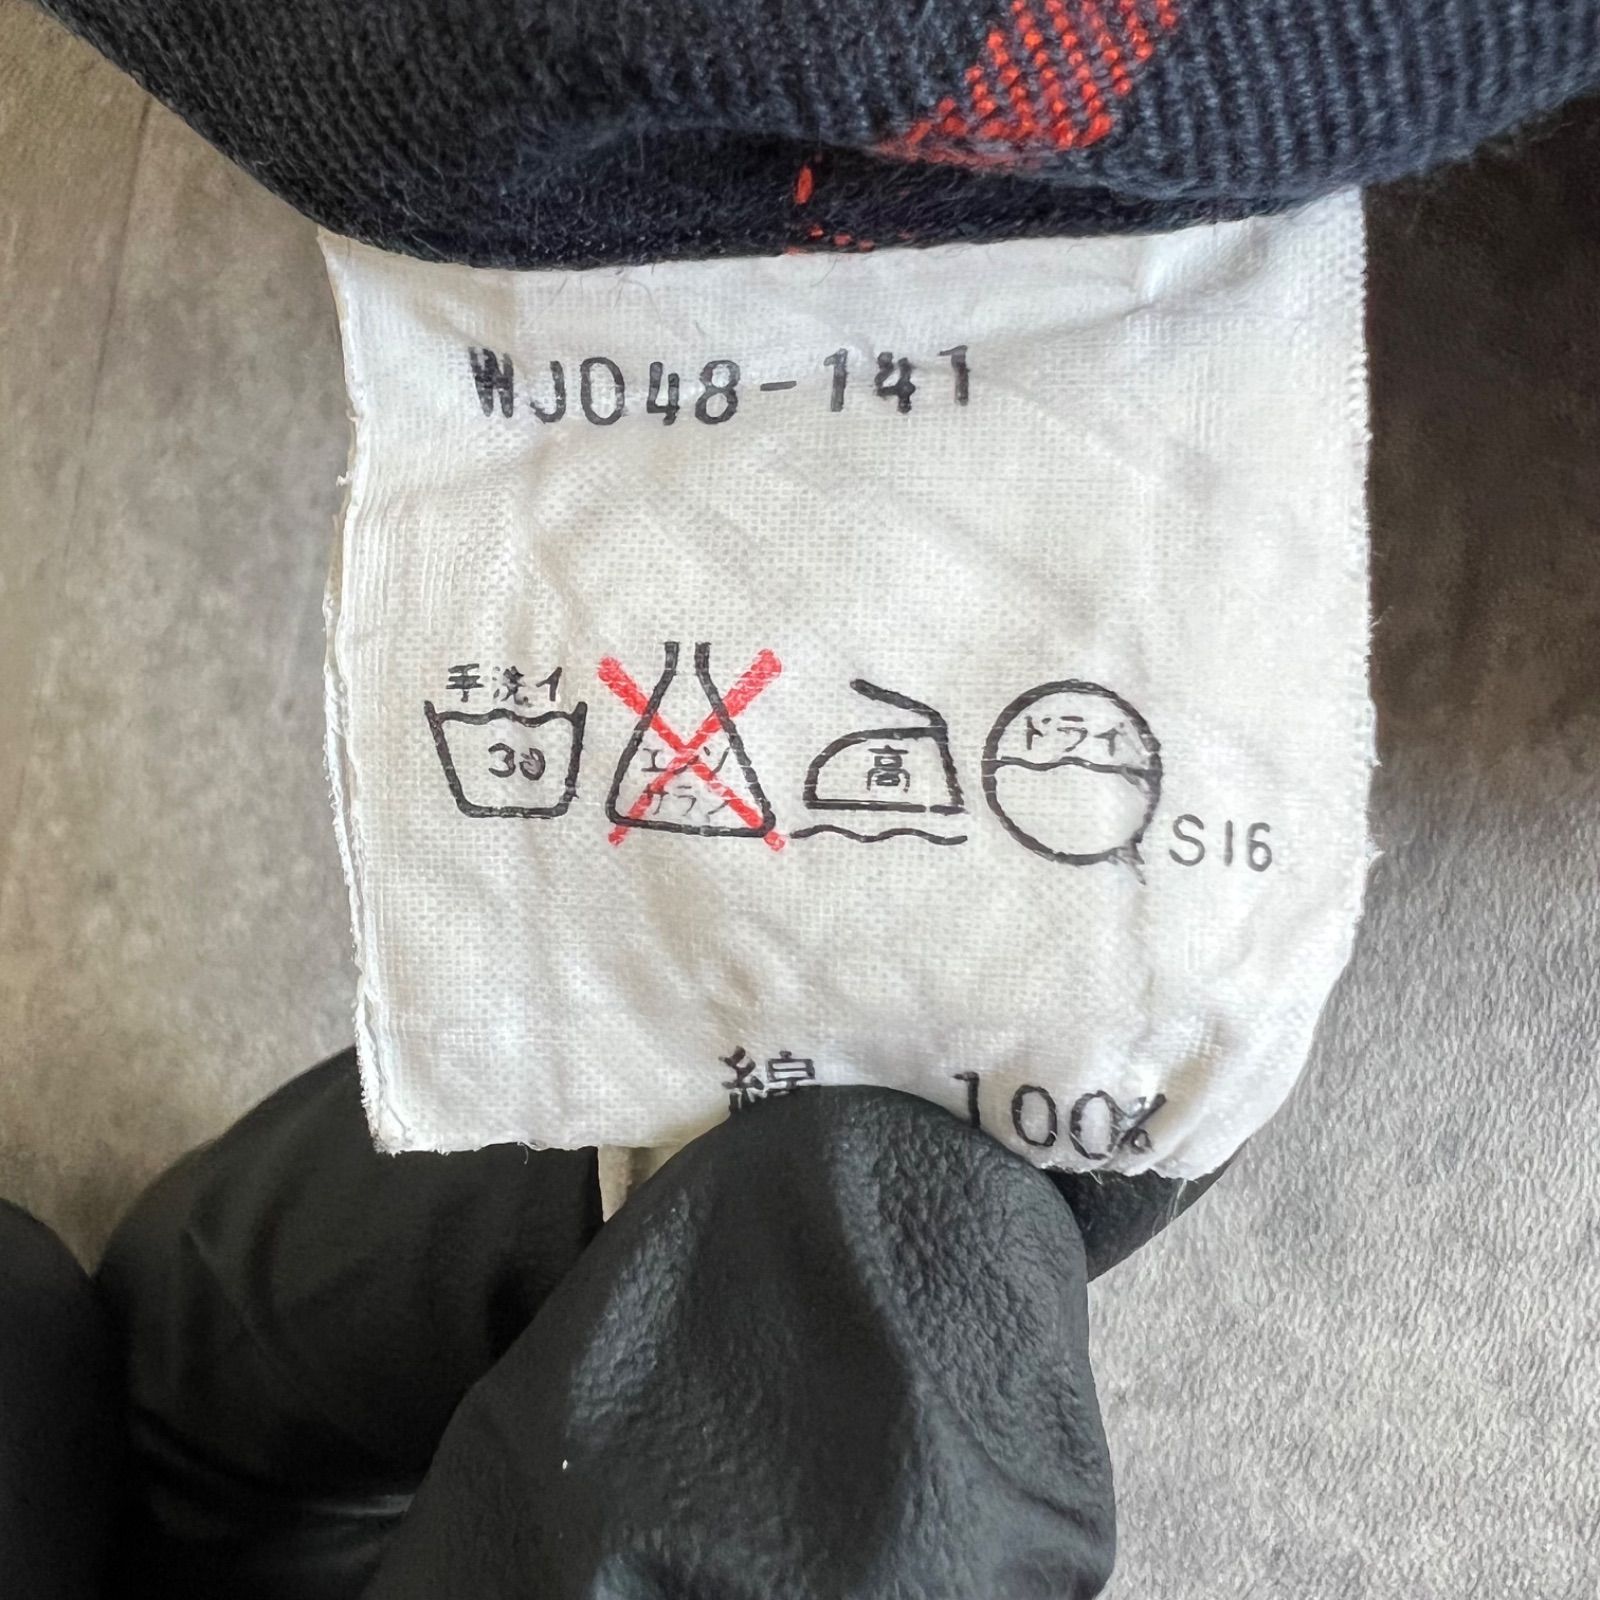 WJ048-141
手洗イ
30
エンソ
サラシ
高
ドライ
S16
綿 100%